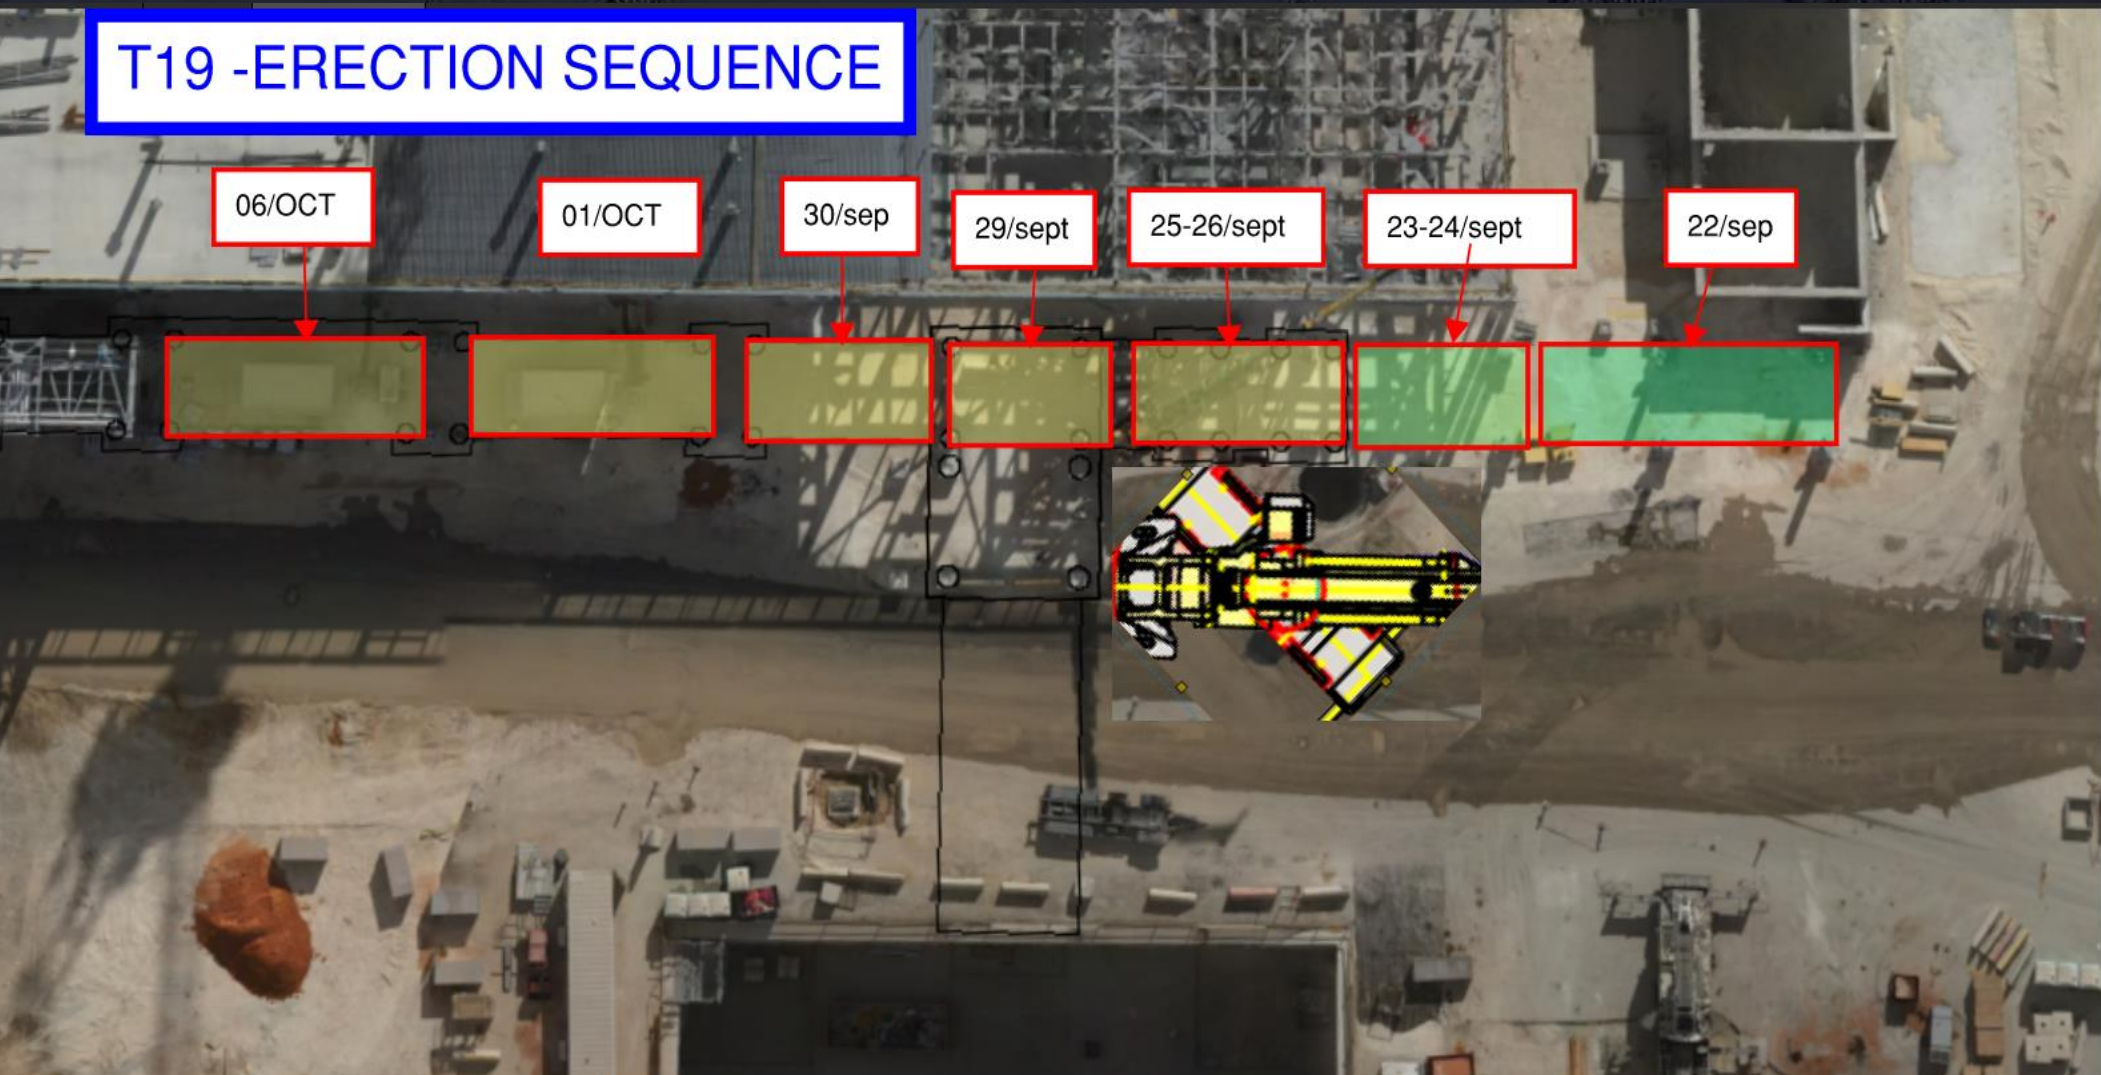 T19 -ERECTION SEQUENCE
06/OCT
01/OCT
30/sep
29/sept
25-26/sept
23-24/sept
22/sep